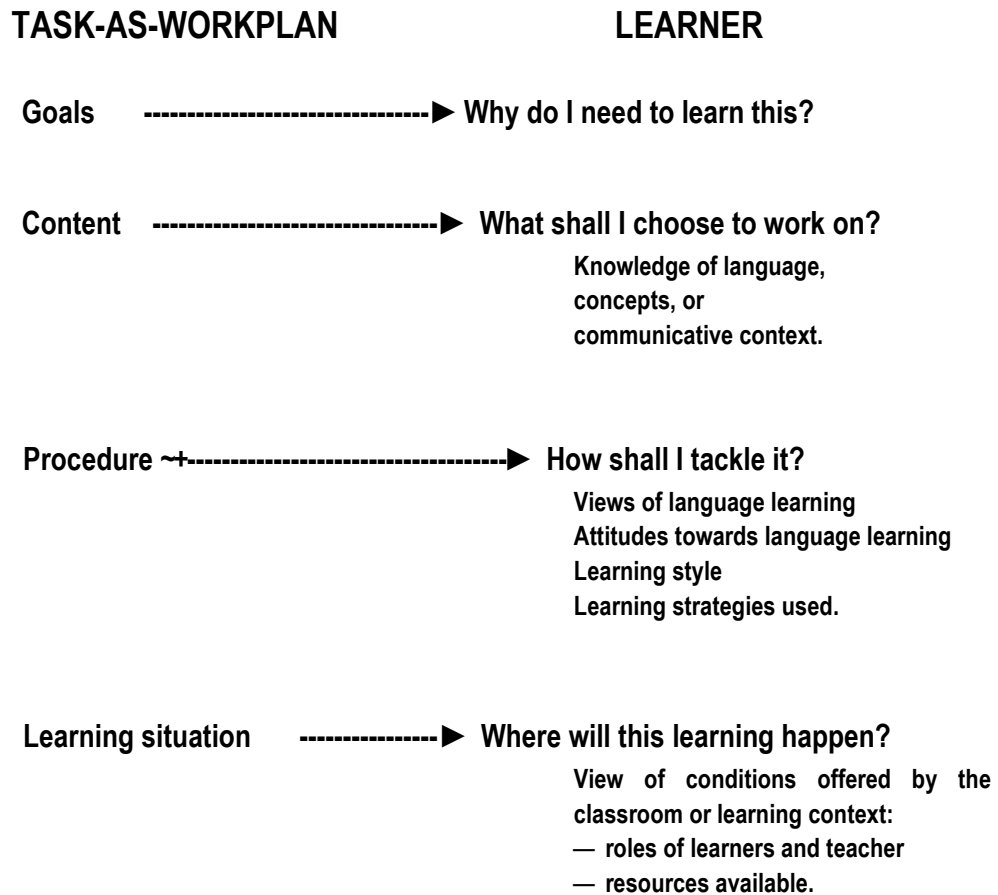 TASK-AS-WORKPLAN LEARNER
Goals ---------------------------------► Why do I need to learn this?
Content ---------------------------------► What shall I choose to work on?
Knowledge of language,
concepts, or
communicative context.
Procedure ~+-------------------------------------► How shall I tackle it?
Views of language learning
Attitudes towards language learning
Learning style
Learning strategies used.
Learning situation ----------------► Where will this learning happen?
View of conditions offered by the
classroom or learning context:
— roles of learners and teacher
— resources available.